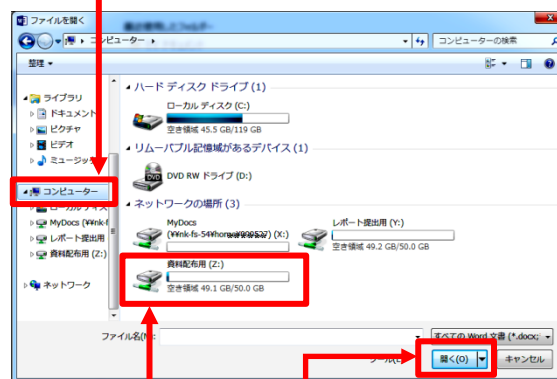 ファイルを開く
コンピューター
コンピューターの検索
整理
ライブラリ
ドキュメント
ピクチャ
ビデオ
ミュージック
コンピューター
MyDocs (¥¥nk-f
レポート提出用
資料配布用 (Z:)
ネットワーク
ハード ディスク ドライブ (1)
ローカル ディスク (C:)
空き領域 45.5 GB/119 GB
リムーバブル記憶域があるデバイス (1)
DVD RW ドライブ (D:)
ネットワークの場所 (3)
MyDocs
(X:)
レポート提出用 (Y:)
空き領域 49.2 GB/50.0 GB
資料配布用 (Z:)
空き領域 49.1 GB/50.0 GB
ファイル名(N):
すべての Word 文書 (*.docx;
開く(O)
キャンセル